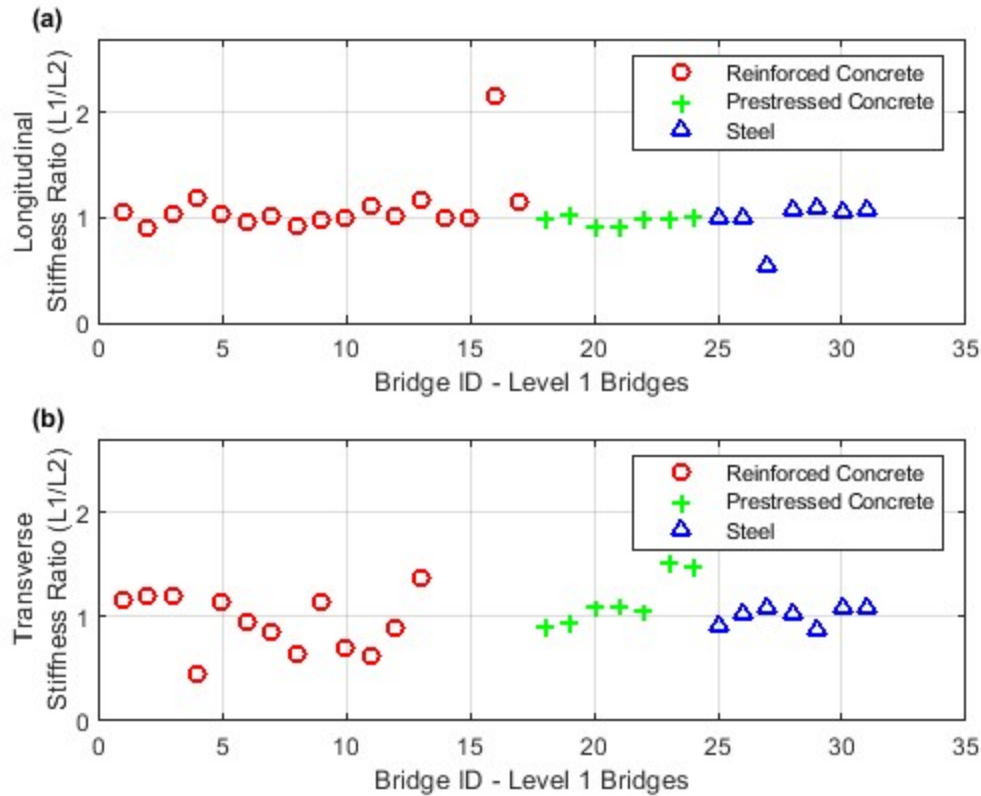 (a)
Longitudinal
Stiffness Ratio (L1/L2)
2
1
0
Reinforced Concrete
Prestressed Concrete
Steel
0 5 10 15 20 25 30 35
Bridge ID - Level 1 Bridges
(b)
Transverse
Stiffness Ratio (L1/L2)
2
1
0
Reinforced Concrete
Prestressed Concrete
Steel
0 5 10 15 20 25 30 35
Bridge ID - Level 1 Bridges